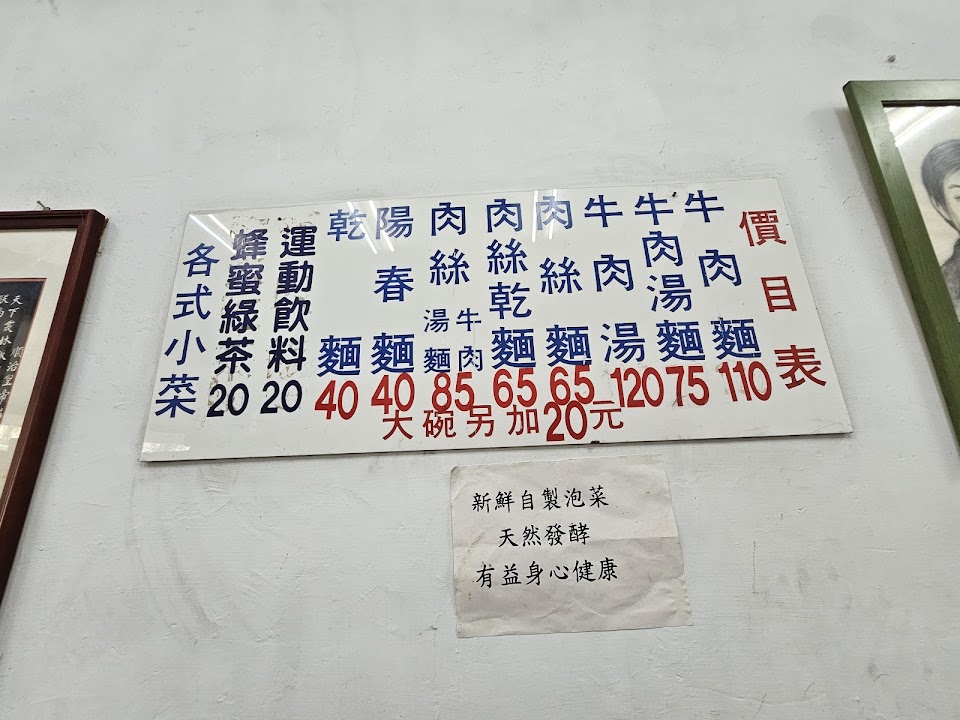 價目表
牛肉麵 110
牛肉湯麵 75
牛肉湯 120
肉絲麵 65
肉絲乾麵 65
肉絲牛肉湯麵 85
陽春麵 40
乾麵 40
運動飲料 20
蜂蜜綠茶 20
各式小菜
大碗另加20元
新鮮自製泡菜
天然發酵
有益身心健康